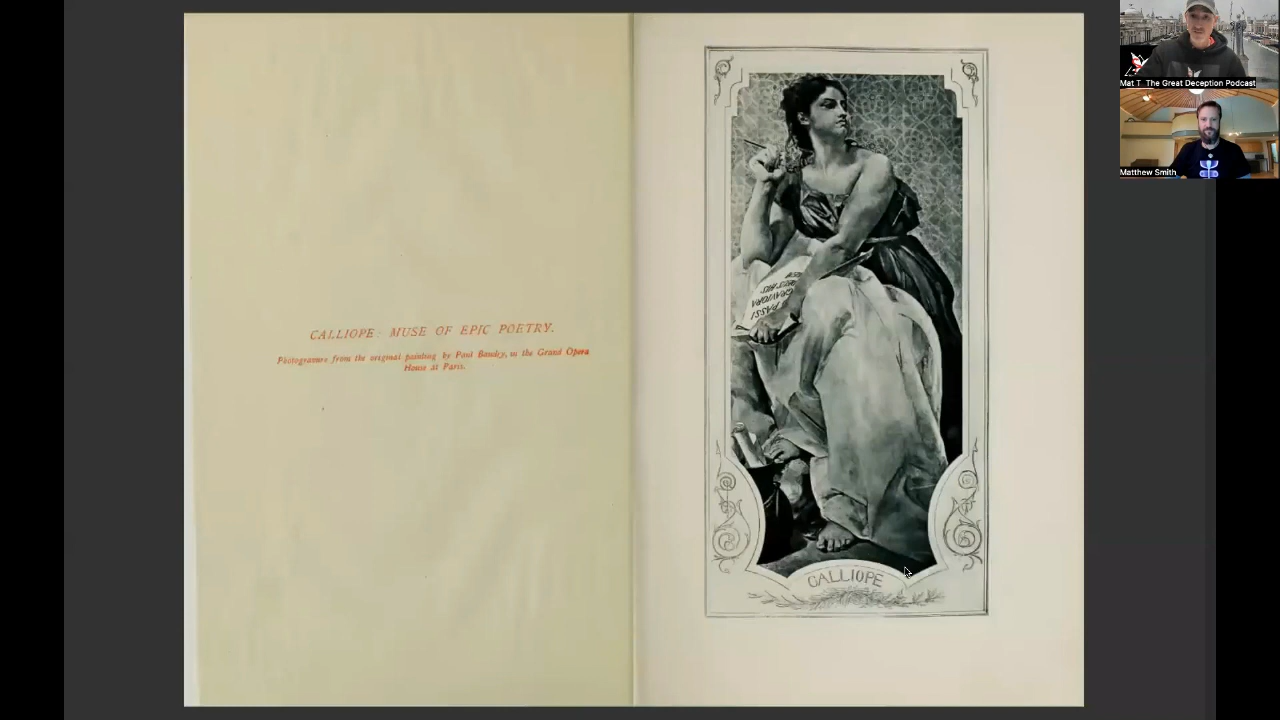 CALLIOPE: MUSE OF EPIC POETRY.
Photogravure from the original painting by Paul Baudry, in the Grand Opera
House at Paris.
CALLIOPE
Mat T. The Great Deception Podcast
Matthew Smith